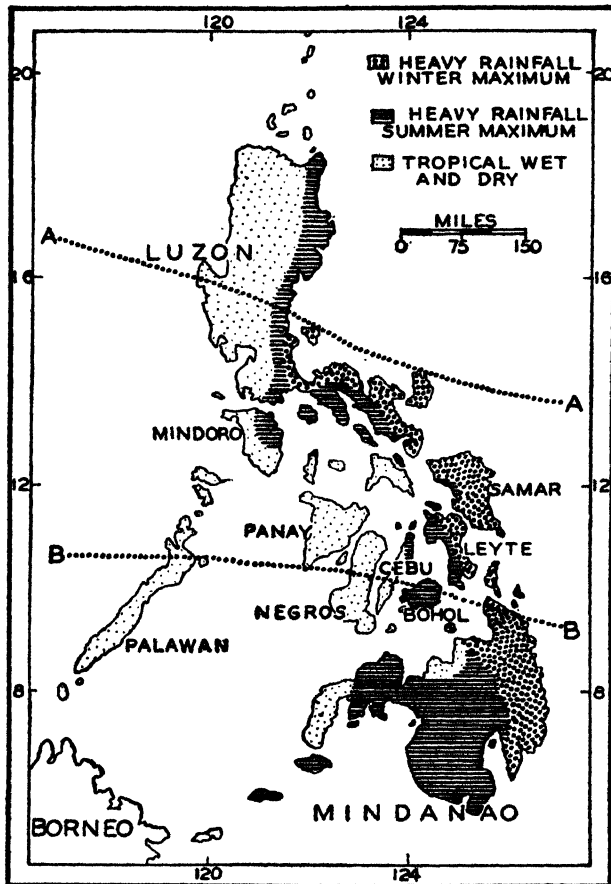 120 124
20 20
HEAVY RAINFALL
WINTER MAXIMUM
HEAVY RAINFALL
SUMMER MAXIMUM
TROPICAL WET
AND DRY
MILES
0 75 150
A
LUZON
16 16
A
MINDORO
12 12
SAMAR
PANAY
LEYTE
B
CEBU
NEGROS
BOHOL
B
PALAWAN
8 8
BORNEO
MINDANAO
120 124